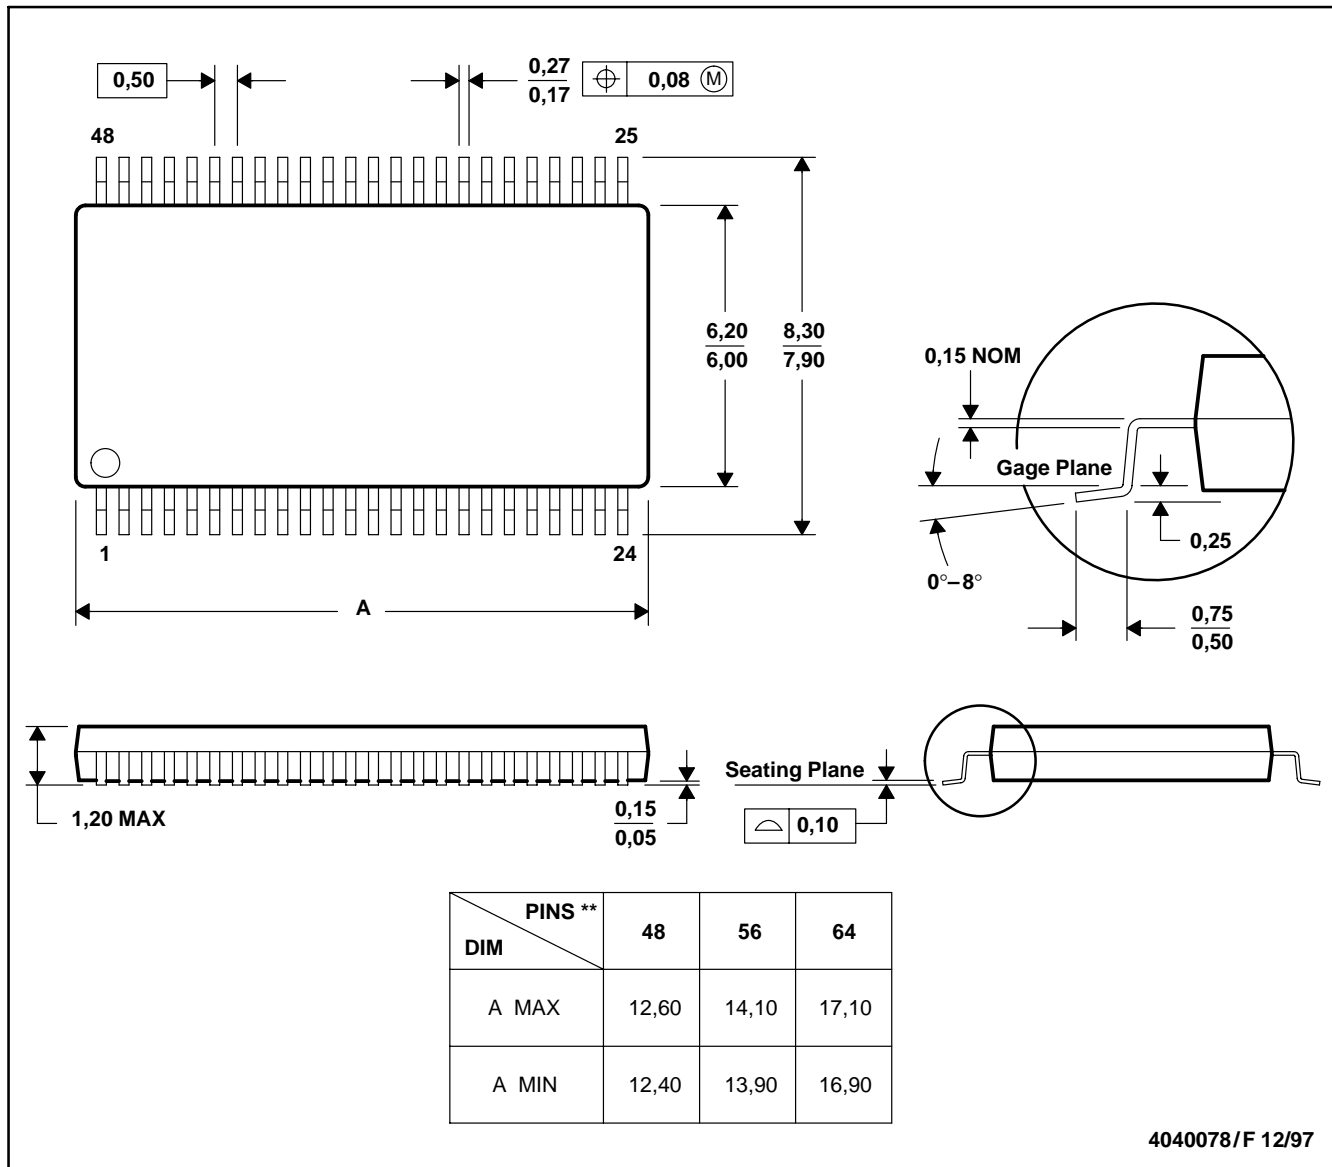 0,50
0,27
0,17
0,08 M
48
25
6,20
6,00
8,30
7,90
1
24
A
0,15 NOM
Gage Plane
0,25
0°–8°
0,75
0,50
1,20 MAX
0,15
0,05
Seating Plane
0,10
PINS **
DIM
48 56 64
A MAX 12,60 14,10 17,10
A MIN 12,40 13,90 16,90
4040078/F 12/97